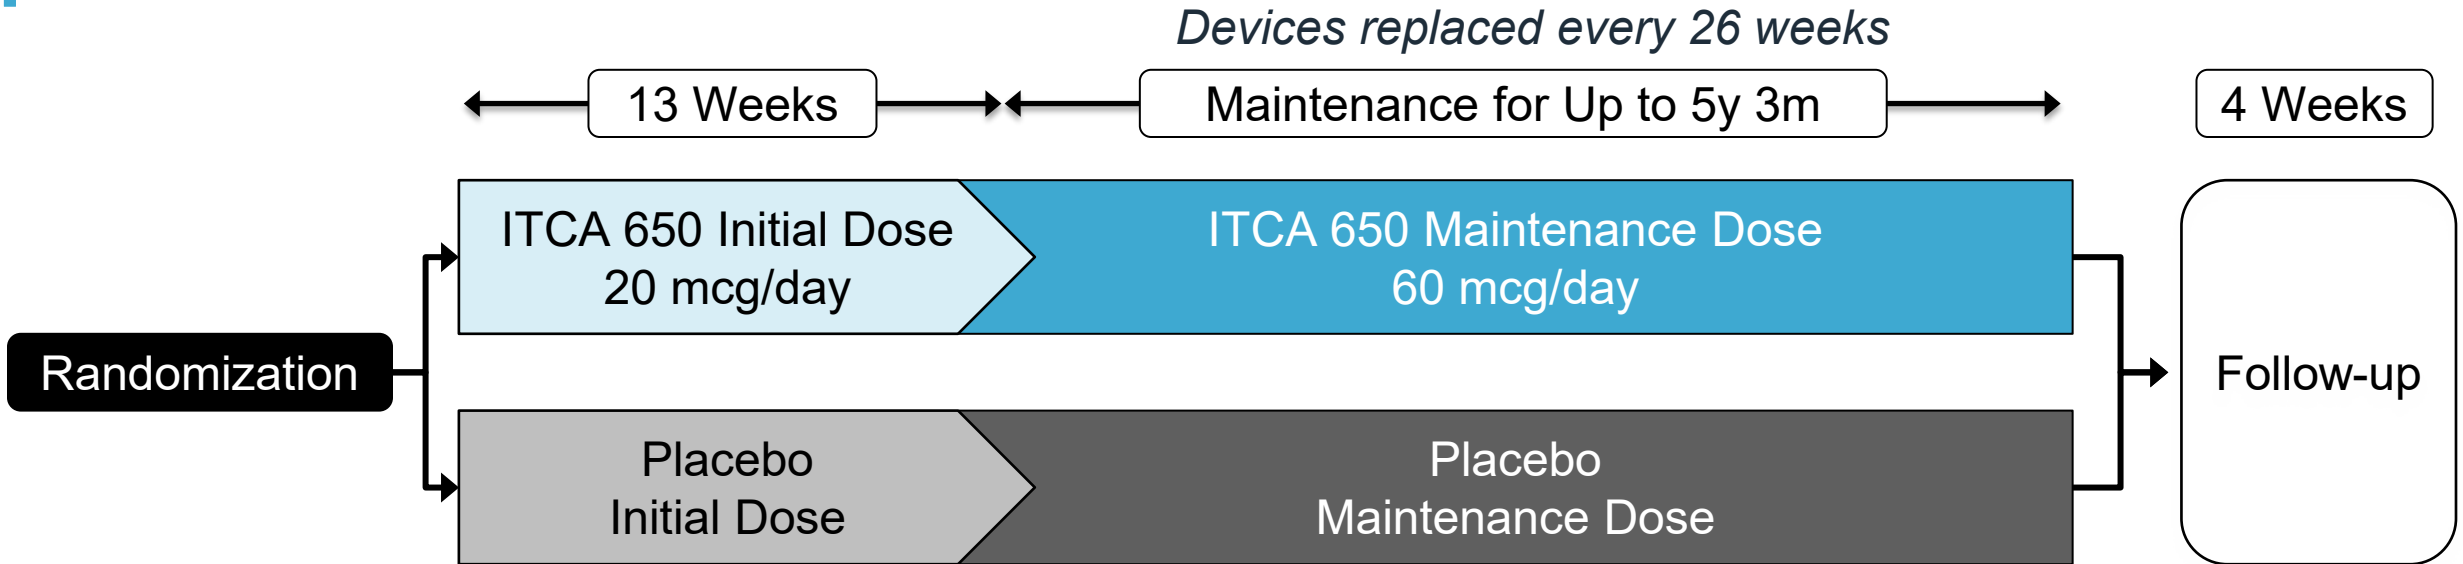 Devices replaced every 26 weeks
13 Weeks
Maintenance for Up to 5y 3m
4 Weeks
Randomization
ITCA 650 Initial Dose
20 mcg/day
ITCA 650 Maintenance Dose
60 mcg/day
Placebo
Initial Dose
Placebo
Maintenance Dose
Follow-up